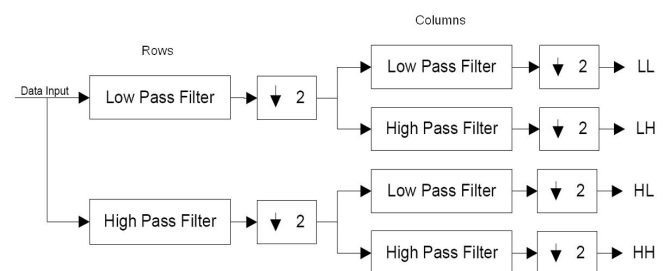 Columns
Rows
Low Pass Filter
2
LL
Data Input
Low Pass Filter
2
High Pass Filter
2
LH
Low Pass Filter
2
HL
High Pass Filter
2
High Pass Filter
2
HH